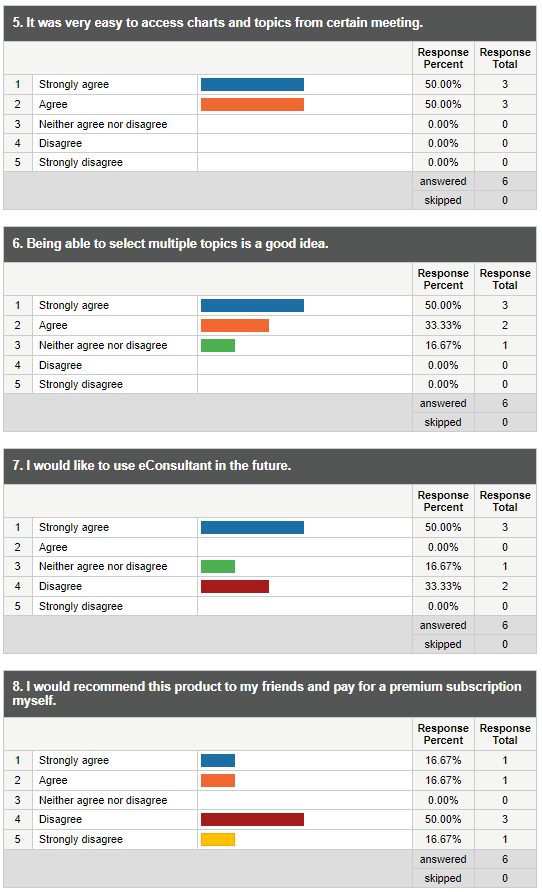 5. It was very easy to access charts and topics from certain meeting.
Response Percent Response Total
1 Strongly agree 50.00% 3
2 Agree 50.00% 3
3 Neither agree nor disagree 0.00% 0
4 Disagree 0.00% 0
5 Strongly disagree 0.00% 0
answered 6
skipped 0
6. Being able to select multiple topics is a good idea.
Response Percent Response Total
1 Strongly agree 50.00% 3
2 Agree 33.33% 2
3 Neither agree nor disagree 16.67% 1
4 Disagree 0.00% 0
5 Strongly disagree 0.00% 0
answered 6
skipped 0
7. I would like to use eConsultant in the future.
Response Percent Response Total
1 Strongly agree 50.00% 3
2 Agree 0.00% 0
3 Neither agree nor disagree 16.67% 1
4 Disagree 33.33% 2
5 Strongly disagree 0.00% 0
answered 6
skipped 0
8. I would recommend this product to my friends and pay for a premium subscription
myself.
Response Percent Response Total
1 Strongly agree 16.67% 1
2 Agree 16.67% 1
3 Neither agree nor disagree 0.00% 0
4 Disagree 50.00% 3
5 Strongly disagree 16.67% 1
answered 6
skipped 0